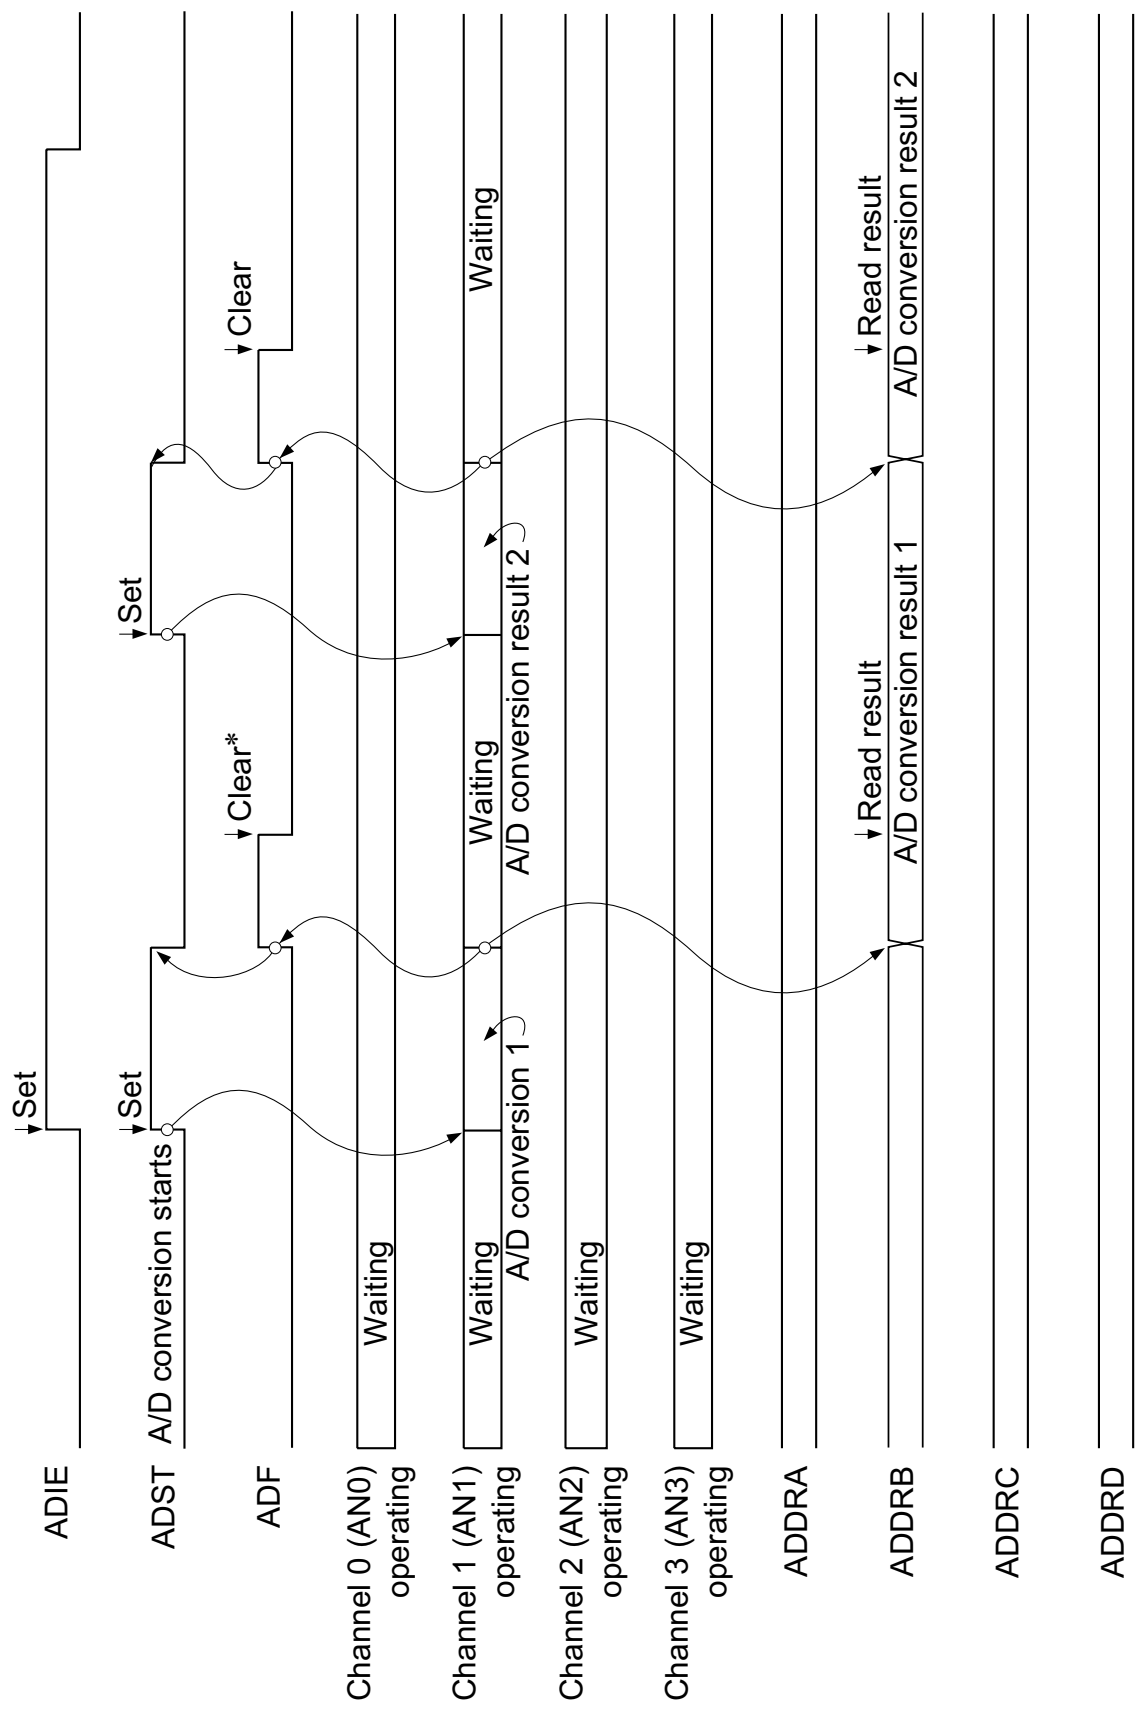 Set
ADIE
Set
Set
A/D conversion starts
ADST
Clear*
Clear
ADF
Channel 0 (AN0)
operating
Waiting
Channel 1 (AN1)
operating
Waiting
Waiting
Waiting
A/D conversion 1
A/D conversion result 2
Channel 2 (AN2)
operating
Waiting
Channel 3 (AN3)
operating
Waiting
ADDRA
Read result
Read result
ADDRB
A/D conversion result 1
A/D conversion result 2
ADDRC
ADDRD